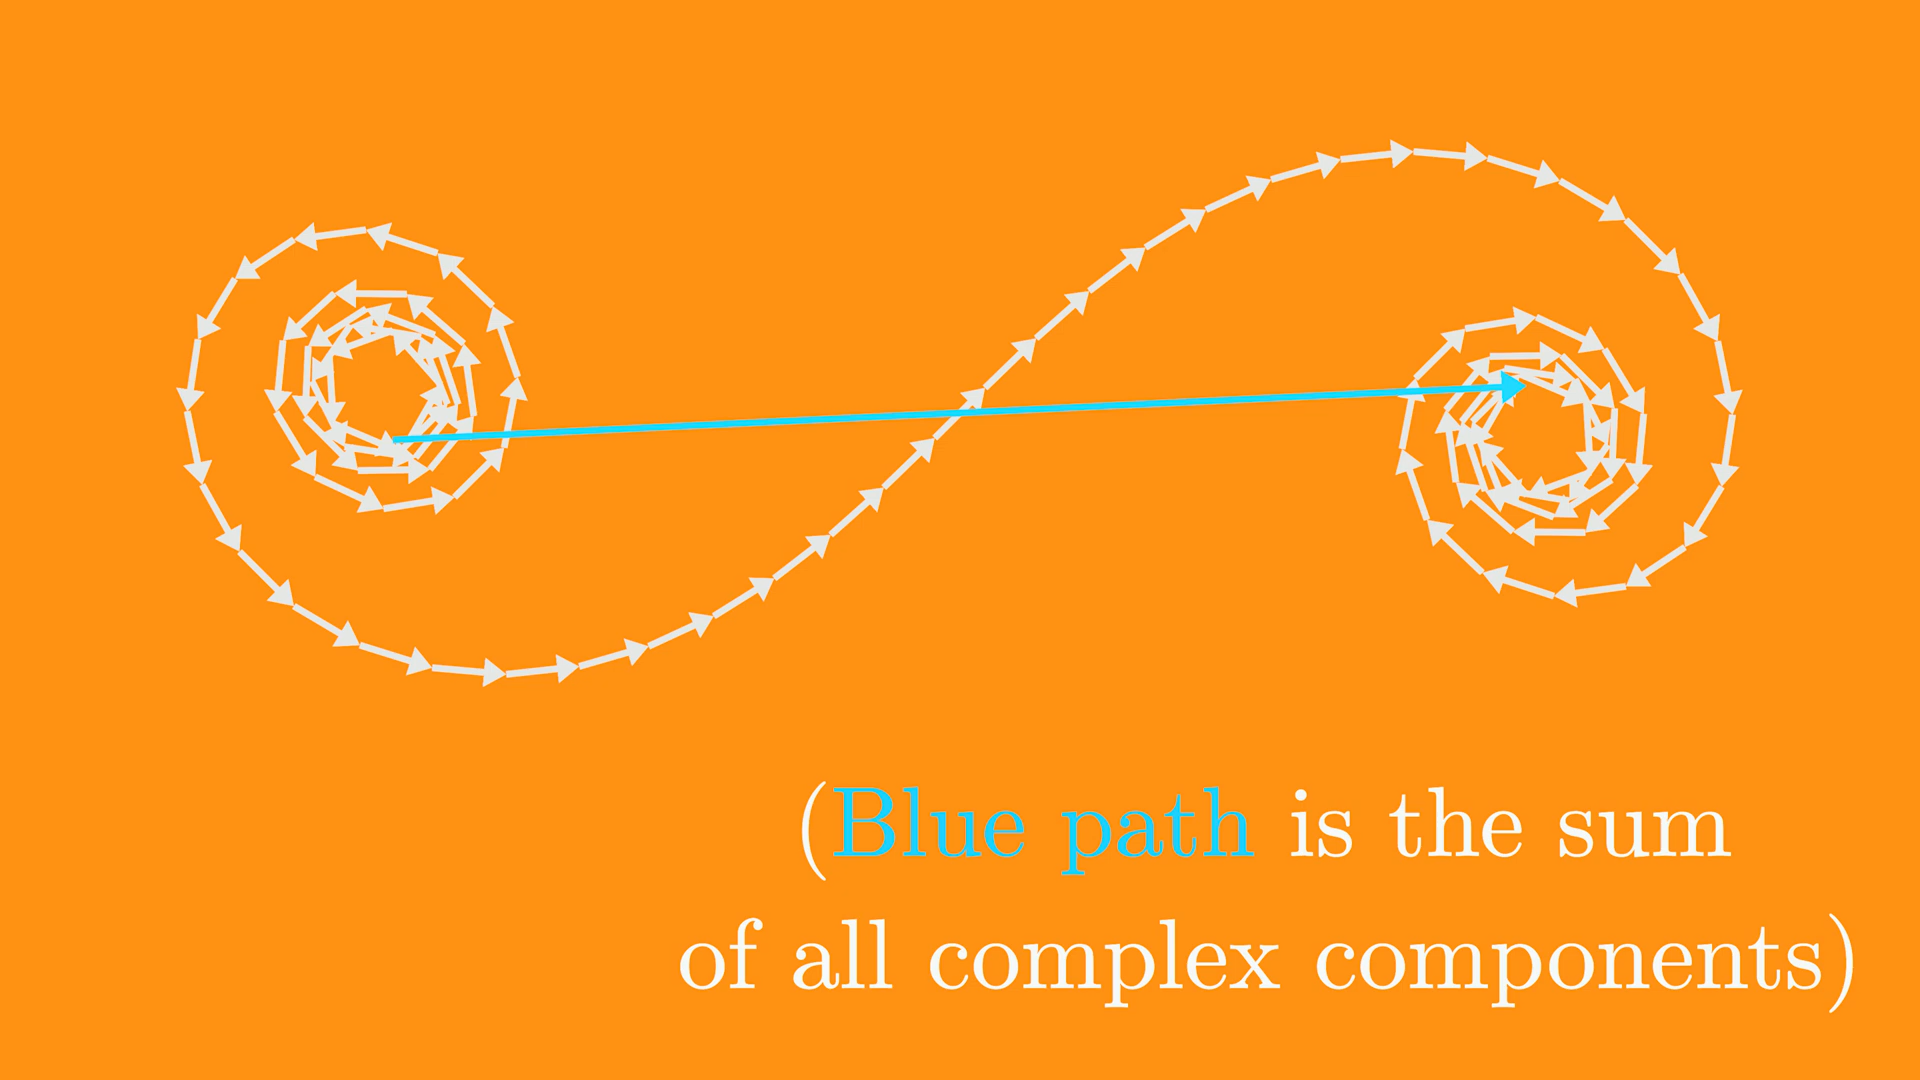 (Blue path is the sum
of all complex components)